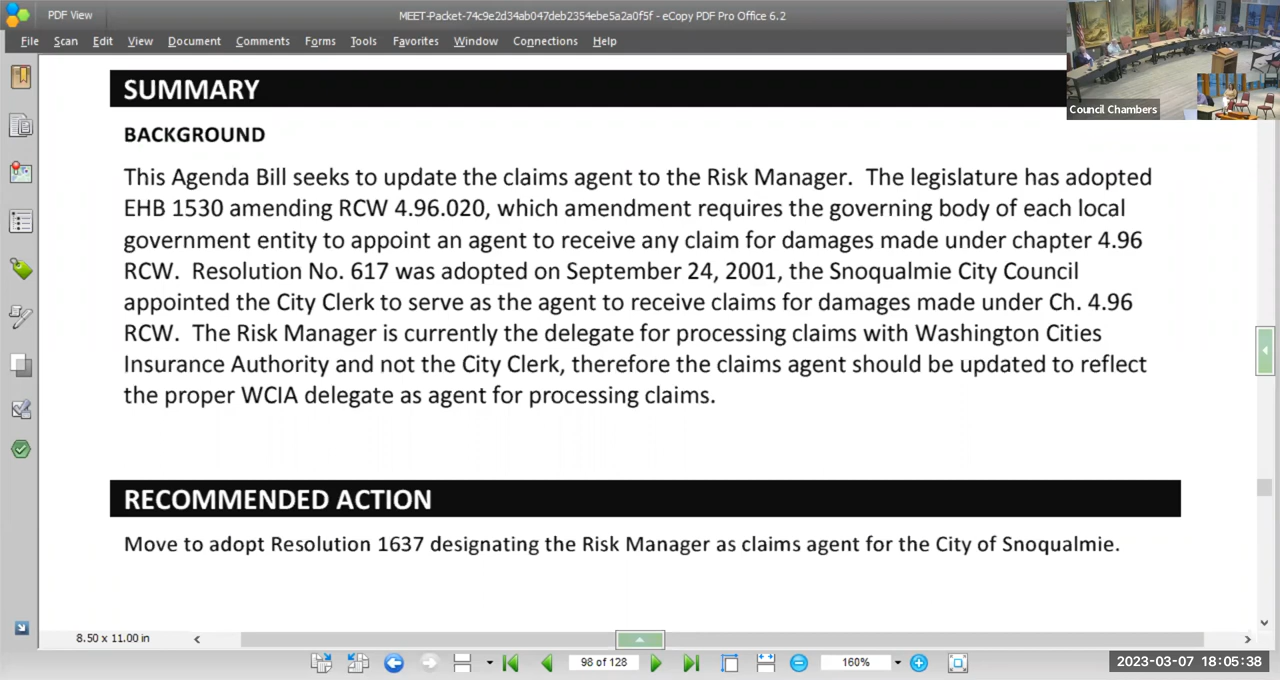 PDF View
MEET-Packet-74c9e2d34ab047deb2354ebe5a2a0f5f - eCopy PDF Pro Office 6.2
File Scan Edit View Document Comments Forms Tools Favorites Window Connections Help
Council Chambers
SUMMARY
BACKGROUND
This Agenda Bill seeks to update the claims agent to the Risk Manager. The legislature has adopted
EHB 1530 amending RCW 4.96.020, which amendment requires the governing body of each local
government entity to appoint an agent to receive any claim for damages made under chapter 4.96
RCW. Resolution No. 617 was adopted on September 24, 2001, the Snoqualmie City Council
appointed the City Clerk to serve as the agent to receive claims for damages made under Ch. 4.96
RCW. The Risk Manager is currently the delegate for processing claims with Washington Cities
Insurance Authority and not the City Clerk, therefore the claims agent should be updated to reflect
the proper WCIA delegate as agent for processing claims.
RECOMMENDED ACTION
Move to adopt Resolution 1637 designating the Risk Manager as claims agent for the City of Snoqualmie.
8.50 x 11.00 in
98 of 128
160%
2023-03-07 18:05:38